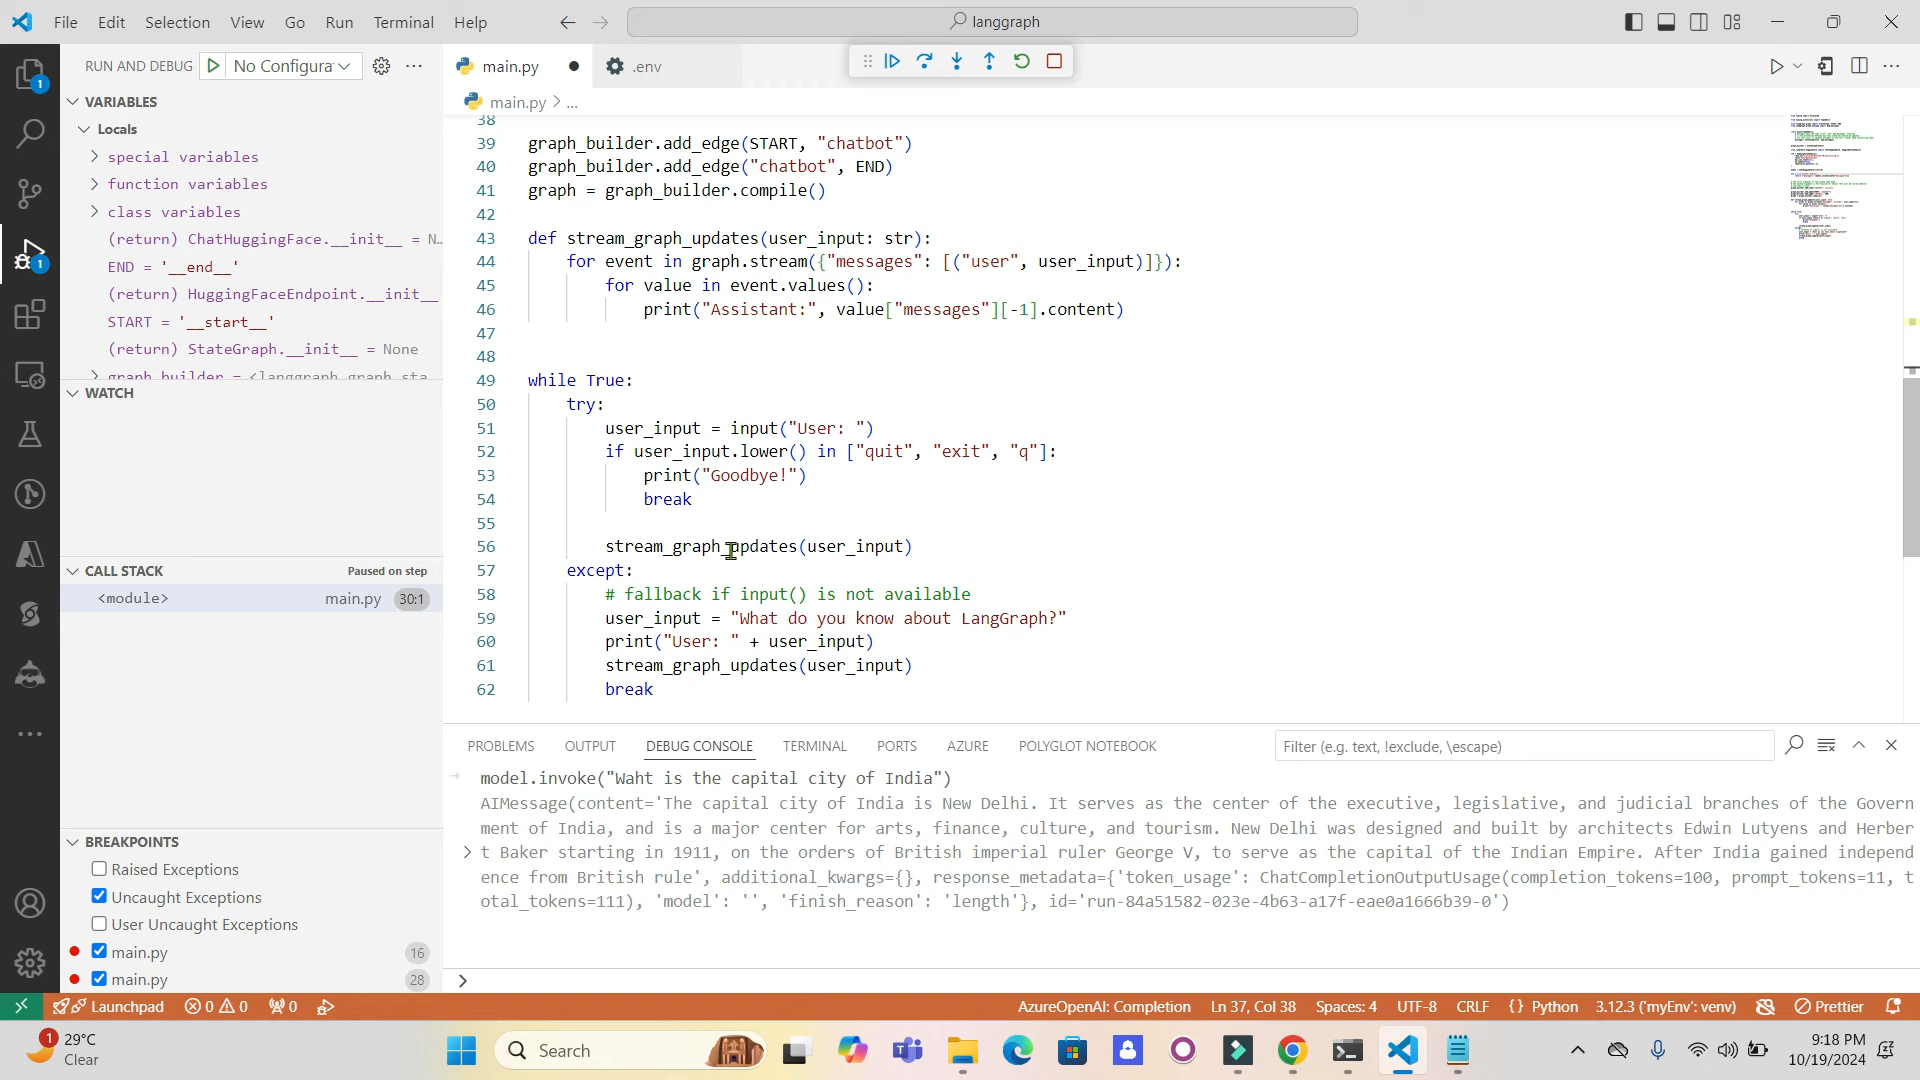 File Edit Selection View Go Run Terminal Help
langgraph
RUN AND DEBUG No Configura
main.py
.env
main.py > ...
VARIABLES
Locals
special variables
function variables
class variables
(return) ChatHuggingFace.__init__ = N…
END = '__end__'
(return) HuggingFaceEndpoint.__init__
START = '__start__'
(return) StateGraph.__init__ = None
graph_builder = <langgraph.graph.sta…
WATCH
CALL STACK Paused on step
<module> main.py 30:1
BREAKPOINTS
Raised Exceptions
Uncaught Exceptions
User Uncaught Exceptions
main.py 16
main.py 28
38
39 graph_builder.add_edge(START, "chatbot")
40 graph_builder.add_edge("chatbot", END)
41 graph = graph_builder.compile()
42
43 def stream_graph_updates(user_input: str):
44 for event in graph.stream({"messages": [("user", user_input)]}):
45 for value in event.values():
46 print("Assistant:", value["messages"][-1].content)
47
48
49 while True:
50 try:
51 user_input = input("User: ")
52 if user_input.lower() in ["quit", "exit", "q"]:
53 print("Goodbye!")
54 break
55
56 stream_graph_updates(user_input)
57 except:
58 # fallback if input() is not available
59 user_input = "What do you know about LangGraph?"
60 print("User: " + user_input)
61 stream_graph_updates(user_input)
62 break
PROBLEMS OUTPUT DEBUG CONSOLE TERMINAL PORTS AZURE POLYGLOT NOTEBOOK
Filter (e.g. text, !exclude, \escape)
model.invoke("Waht is the capital city of India")
AIMessage(content='The capital city of India is New Delhi. It serves as the center of the executive, legislative, and judicial branches of the Govern
ment of India, and is a major center for arts, finance, culture, and tourism. New Delhi was designed and built by architects Edwin Lutyens and Herber
t Baker starting in 1911, on the orders of British imperial ruler George V, to serve as the capital of the Indian Empire. After India gained independ
ence from British rule', additional_kwargs={}, response_metadata={'token_usage': ChatCompletionOutputUsage(completion_tokens=100, prompt_tokens=11, t
otal_tokens=111), 'model': '', 'finish_reason': 'length'}, id='run-84a51582-023e-4b63-a17f-eae0a1666b39-0')
Launchpad 0 0 0 AzureOpenAI: Completion Ln 37, Col 38 Spaces: 4 UTF-8 CRLF {} Python 3.12.3 ('myEnv': venv) Prettier
1 29°C
Clear
Search
9:18 PM
10/19/2024